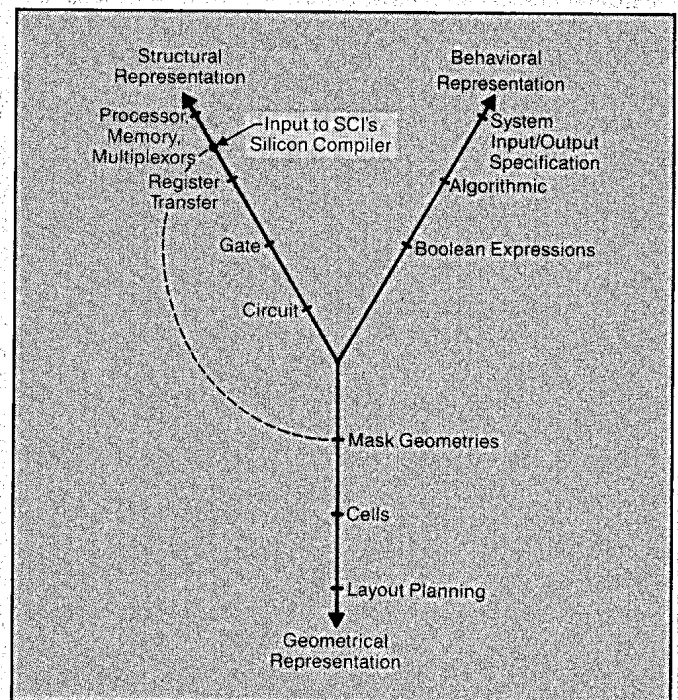 Structural
Representation
Behavioral
Representation
Processor,
Memory,
Multiplexors
Input to SCI's
Silicon Compiler
System
Input/Output
Specification
Register
Transfer
Algorithmic
Gate
Boolean Expressions
Circuit
Mask Geometries
Cells
Layout Planning
Geometrical
Representation